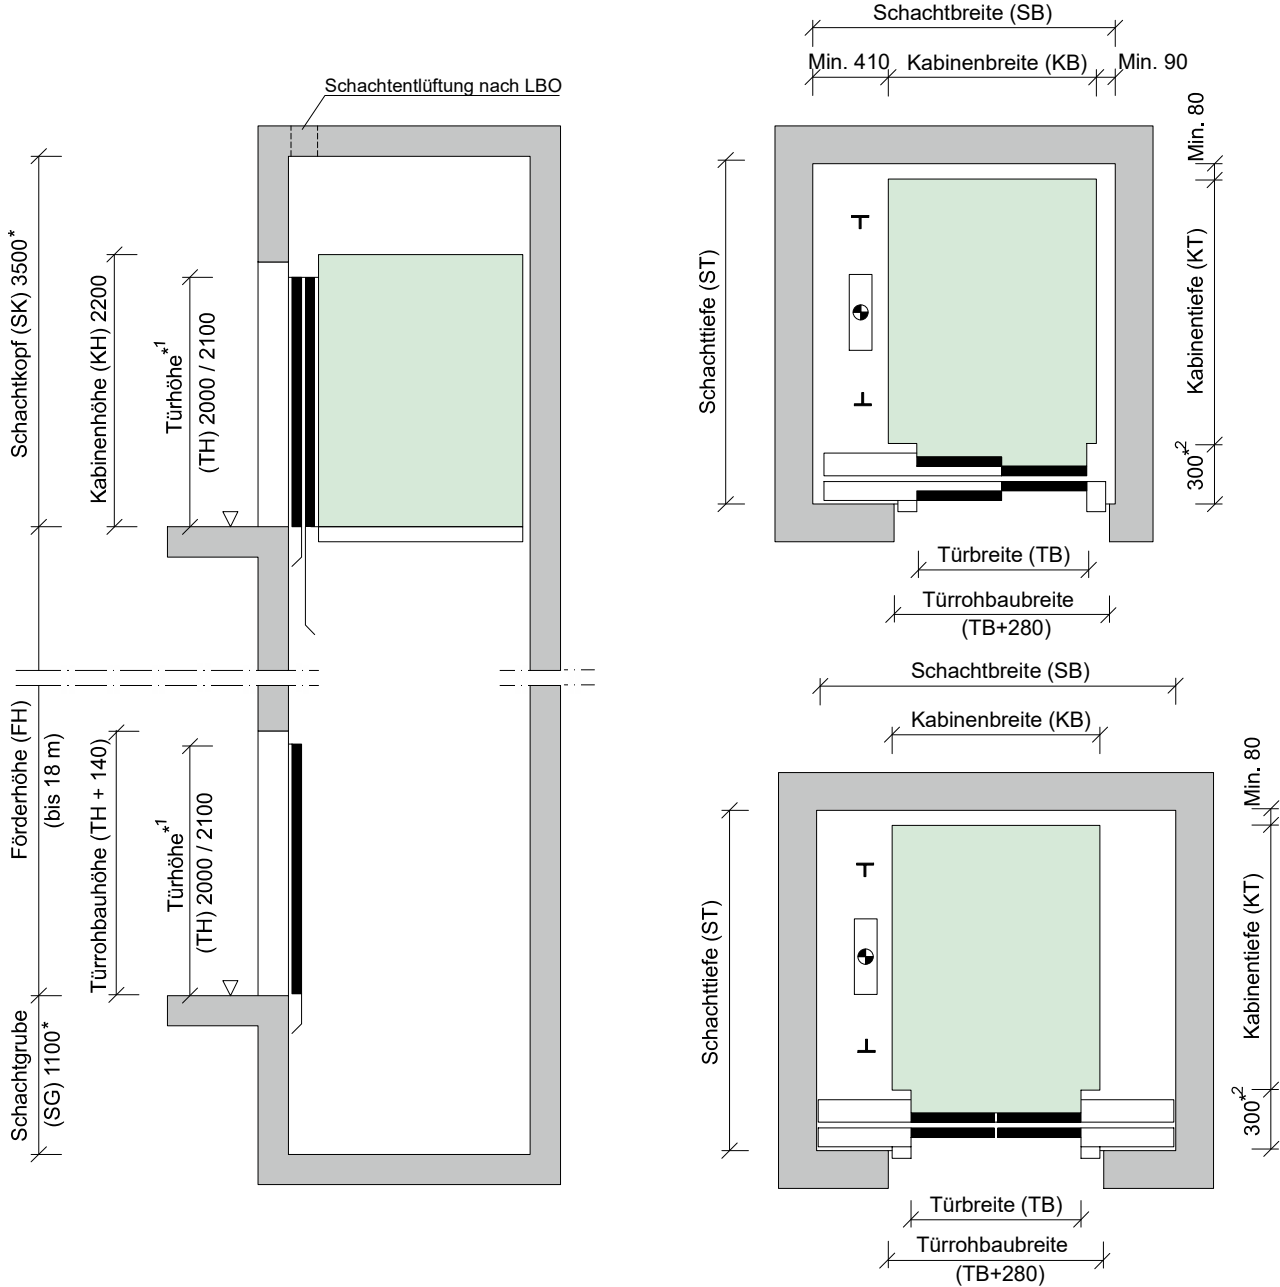 Schachtentlüftung nach LBO
Schachtkopf (SK) 3500*
Kabinenhöhe (KH) 2200
Türhöhe*1
(TH) 2000 / 2100
Förderhöhe (FH)
(bis 18 m)
Türrohbauhöhe (TH + 140)
Türhöhe*1
(TH) 2000 / 2100
Schachtgrube
(SG) 1100*
Schachtbreite (SB)
Min. 410
Kabinenbreite (KB)
Min. 90
Min. 80
Schachttiefe (ST)
Kabinentiefe (KT)
300*2
Türbreite (TB)
Türrohbaubreite
(TB+280)
Schachtbreite (SB)
Kabinenbreite (KB)
Min. 80
Schachttiefe (ST)
Kabinentiefe (KT)
300*2
Türbreite (TB)
Türrohbaubreite
(TB+280)